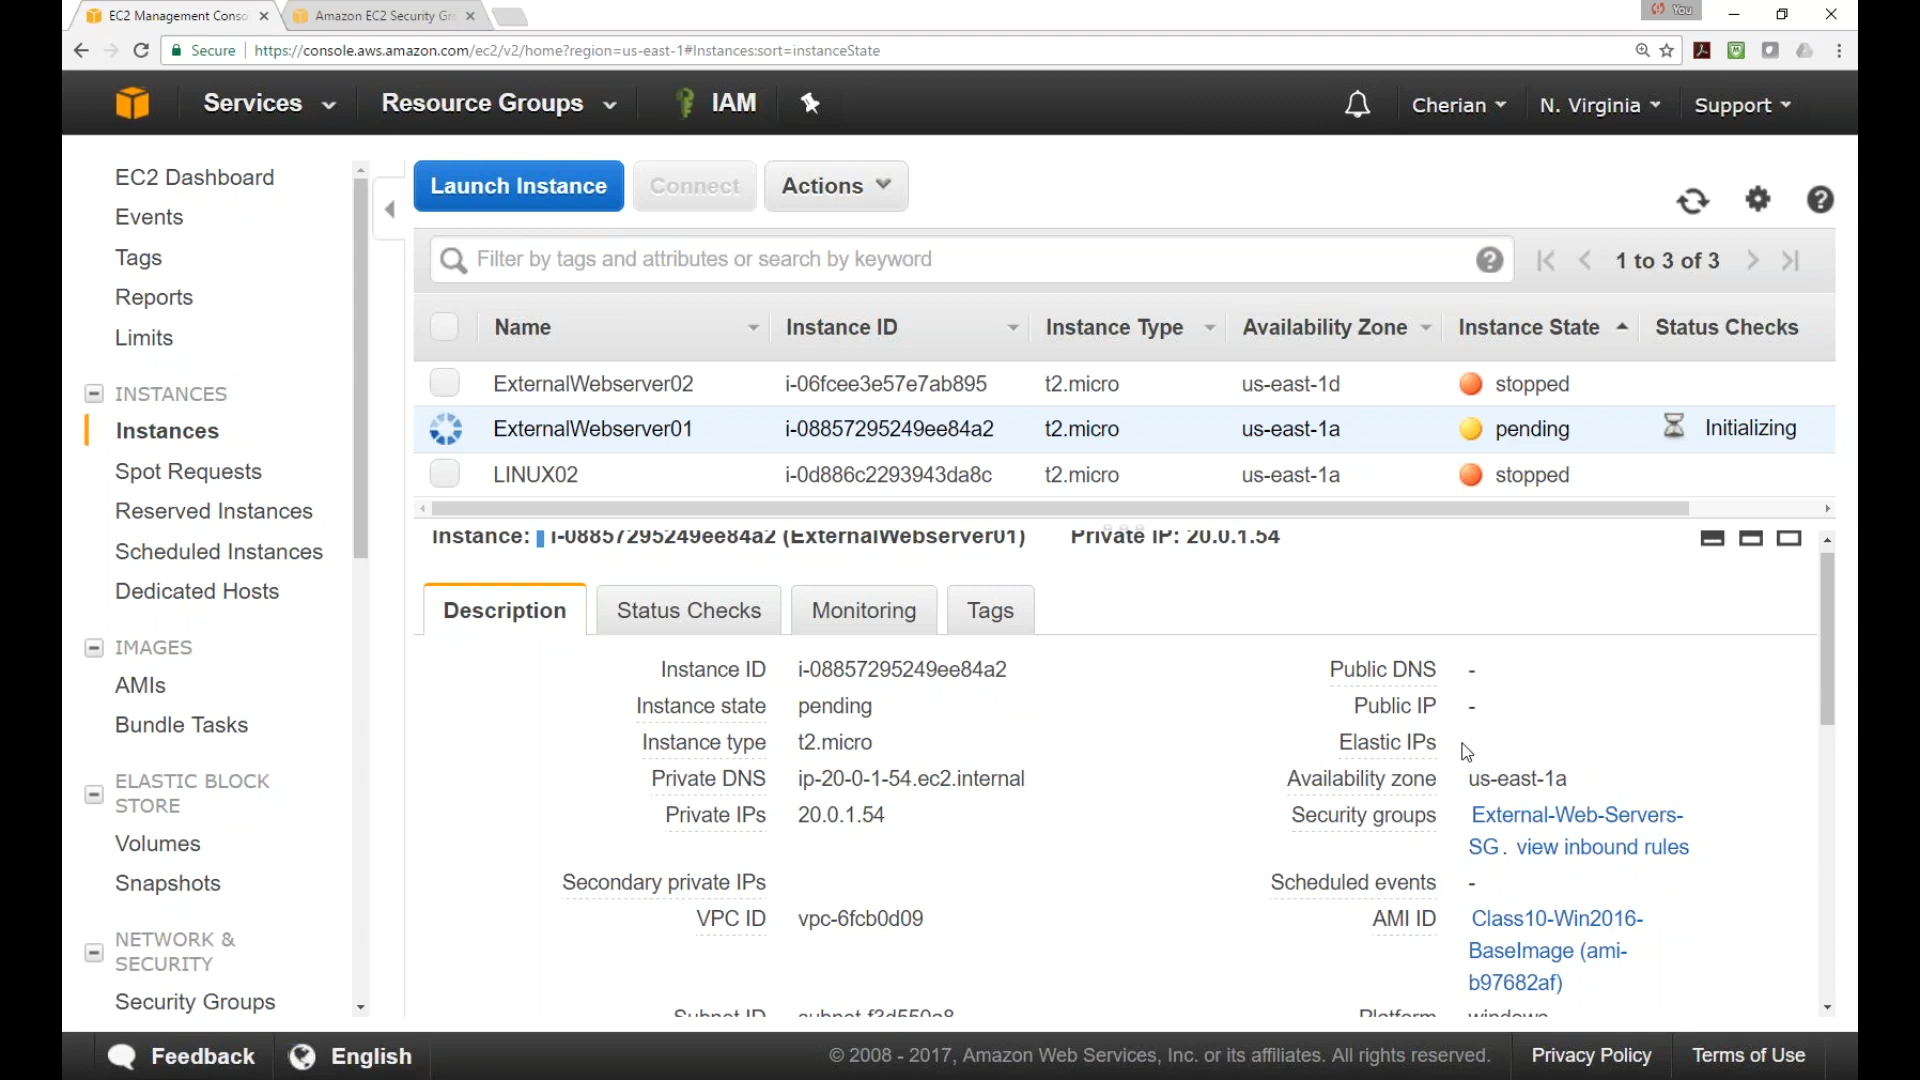 EC2 Management Conso
Amazon EC2 Security Gr
You
Secure
https://console.aws.amazon.com/ec2/v2/home?region=us-east-1#Instances:sort=instanceState
Services
Resource Groups
IAM
Cherian
N. Virginia
Support
EC2 Dashboard
Events
Tags
Reports
Limits
INSTANCES
Instances
Spot Requests
Reserved Instances
Scheduled Instances
Dedicated Hosts
IMAGES
AMIs
Bundle Tasks
ELASTIC BLOCK
STORE
Volumes
Snapshots
NETWORK &
SECURITY
Security Groups
Launch Instance Connect Actions
Filter by tags and attributes or search by keyword
1 to 3 of 3
Name Instance ID Instance Type Availability Zone Instance State Status Checks
ExternalWebserver02 i-06fcee3e57e7ab895 t2.micro us-east-1d stopped
ExternalWebserver01 i-08857295249ee84a2 t2.micro us-east-1a pending Initializing
LINUX02 i-0d886c2293943da8c t2.micro us-east-1a stopped
Instance: i-08857295249ee84a2 (ExternalWebserver01) Private IP: 20.0.1.54
Description Status Checks Monitoring Tags
Instance ID i-08857295249ee84a2
Instance state pending
Instance type t2.micro
Private DNS ip-20-0-1-54.ec2.internal
Private IPs 20.0.1.54
Secondary private IPs
VPC ID vpc-6fcb0d09
Subnet ID subnet-f3d550a8
Public DNS -
Public IP -
Elastic IPs
Availability zone us-east-1a
Security groups External-Web-Servers-
SG. view inbound rules
Scheduled events -
AMI ID Class10-Win2016-
BaseImage (ami-
b97682af)
Platform windows
Feedback
English
© 2008 - 2017, Amazon Web Services, Inc. or its affiliates. All rights reserved.
Privacy Policy
Terms of Use